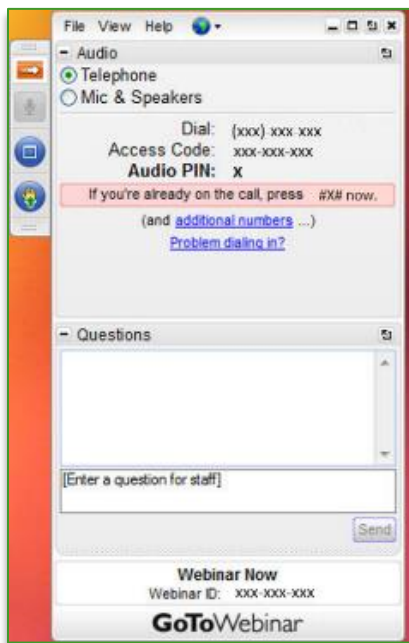 File View Help
Audio
Telephone
Mic & Speakers
Dial: (xxx) xxx xxx
Access Code: xxx-xxx-xxx
Audio PIN: x
If you're already on the call, press #X# now.
(and additional numbers ...)
Problem dialing in?
Questions
[Enter a question for staff]
Send
Webinar Now
Webinar ID: xxx-xxx-xxx
GoToWebinar